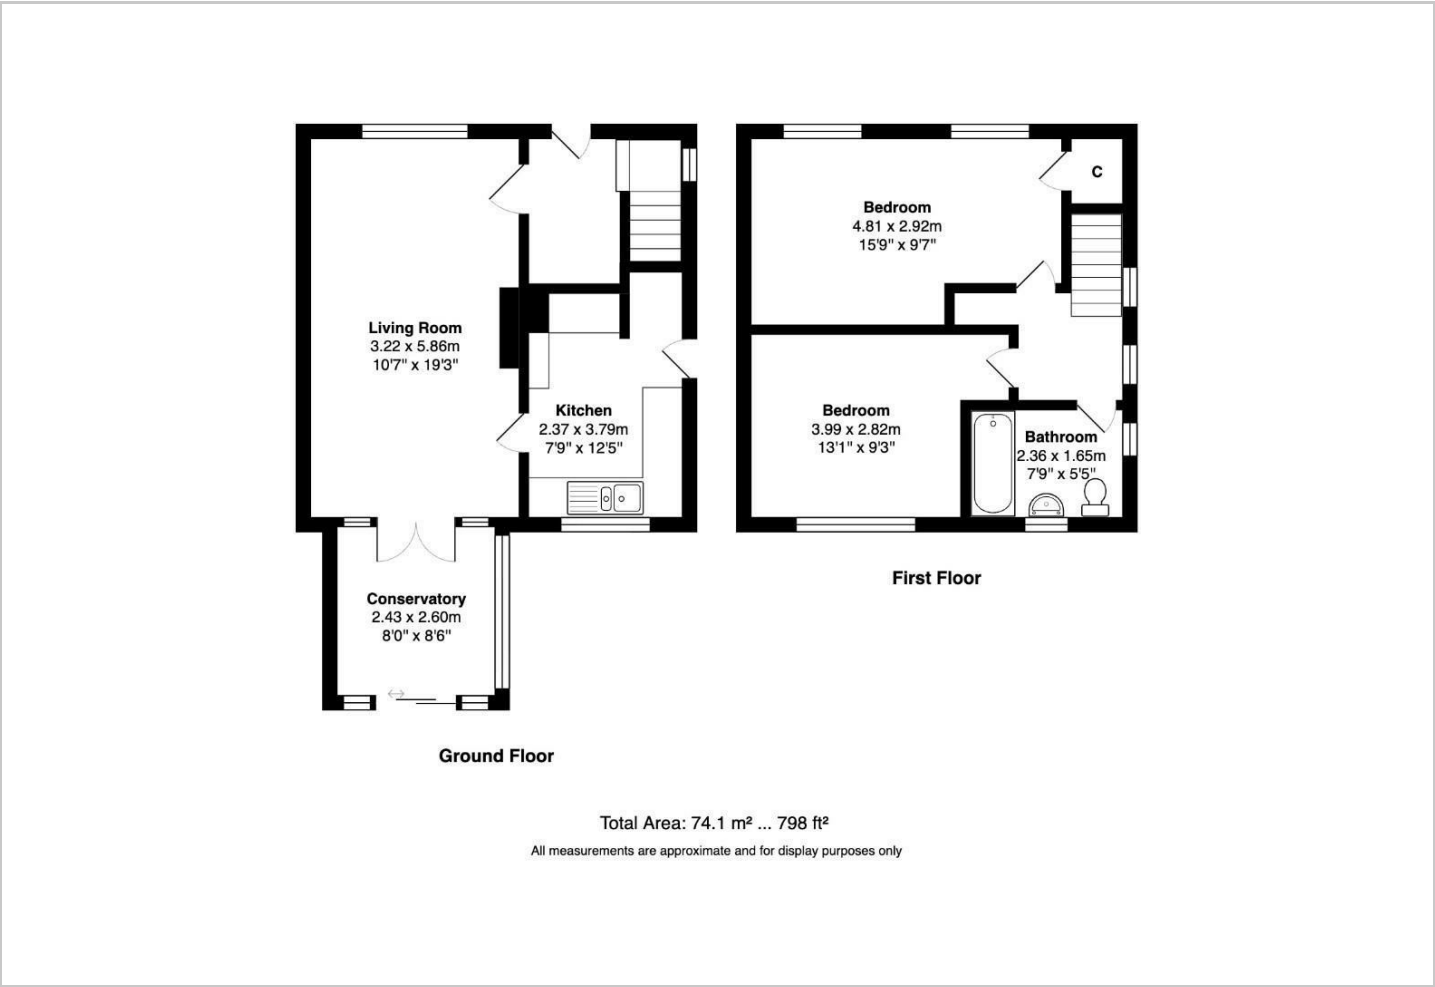 Living Room
3.22 x 5.86m
10'7" x 19'3"
Kitchen
2.37 x 3.79m
7'9" x 12'5"
Conservatory
2.43 x 2.60m
8'0" x 8'6"
Ground Floor
C
Bedroom
4.81 x 2.92m
15'9" x 9'7"
Bedroom
3.99 x 2.82m
13'1" x 9'3"
Bathroom
2.36 x 1.65m
7'9" x 5'5"
First Floor
Total Area: 74.1 m² ... 798 ft²
All measurements are approximate and for display purposes only